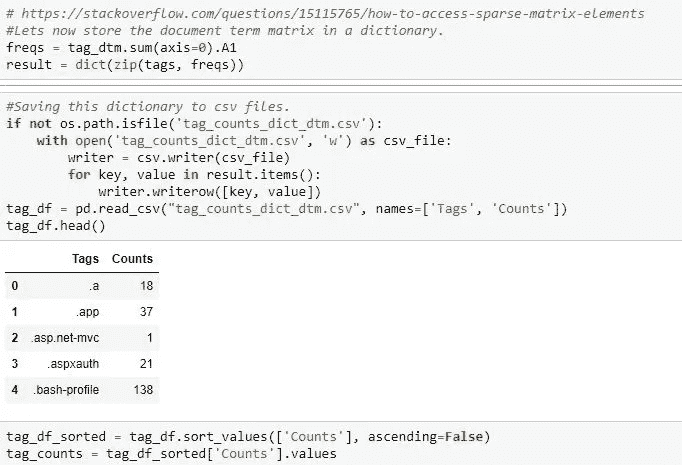 # https://stackoverflow.com/questions/15115765/how-to-access-sparse-matrix-elements
#Lets now store the document term matrix in a dictionary.
freqs = tag_dtm.sum(axis=0).A1
result = dict(zip(tags, freqs))
#Saving this dictionary to csv files.
if not os.path.isfile('tag_counts_dict_dtm.csv'):
    with open('tag_counts_dict_dtm.csv', 'w') as csv_file:
        writer = csv.writer(csv_file)
        for key, value in result.items():
            writer.writerow([key, value])
tag_df = pd.read_csv("tag_counts_dict_dtm.csv", names=['Tags', 'Counts'])
tag_df.head()
Tags Counts
0 .a 18
1 .app 37
2 .asp.net-mvc 1
3 .aspxauth 21
4 .bash-profile 138
tag_df_sorted = tag_df.sort_values(['Counts'], ascending=False)
tag_counts = tag_df_sorted['Counts'].values